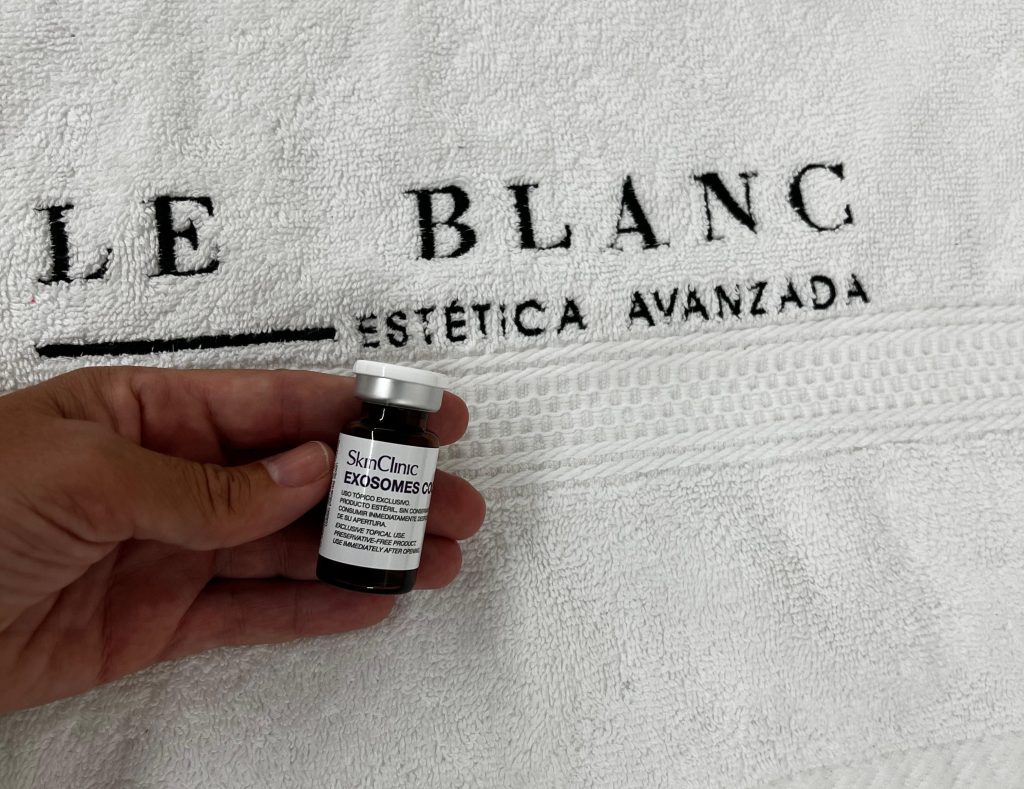 LE BLANC
ESTÉTICA AVANZADA
SkinClinic
EXOSOMES
USO TÓPICO EXCLUSIVO.
PRODUCTO ESTÉRIL, SIN
CONSUMIR INMEDIATAMENTE
DE SU APERTURA.
EXCLUSIVE TOPICAL USE.
PRESERVATIVE-FREE PRODUCT.
USE IMMEDIATELY AFTER OPENING.